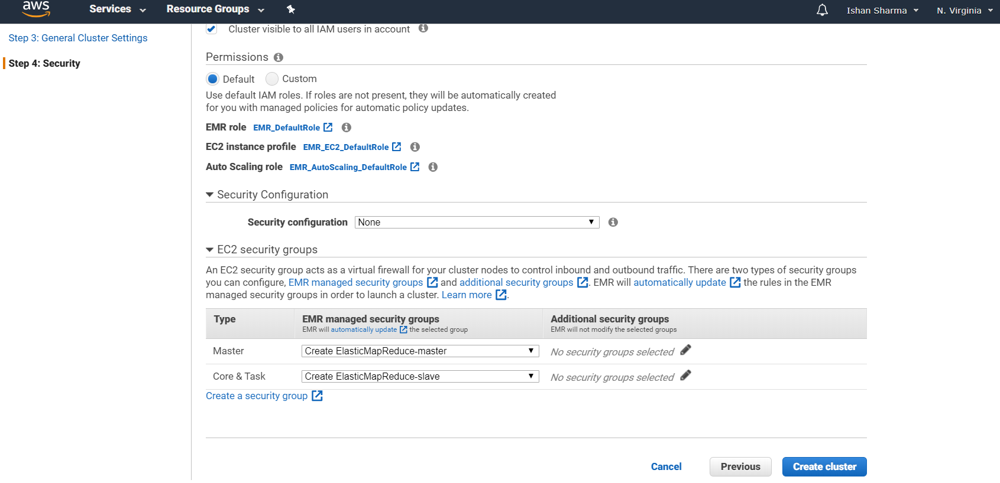 aws Services Resource Groups Ishan Sharma N. Virginia
Step 3: General Cluster Settings
Step 4: Security
Cluster visible to all IAM users in account
Permissions
Default Custom
Use default IAM roles. If roles are not present, they will be automatically created
for you with managed policies for automatic policy updates.
EMR role EMR_DefaultRole
EC2 instance profile EMR_EC2_DefaultRole
Auto Scaling role EMR_AutoScaling_DefaultRole
Security Configuration
Security configuration None
EC2 security groups
An EC2 security group acts as a virtual firewall for your cluster nodes to control inbound and outbound traffic. There are two types of security groups
you can configure, EMR managed security groups and additional security groups. EMR will automatically update the rules in the EMR
managed security groups in order to launch a cluster. Learn more.
Type EMR managed security groups Additional security groups
EMR will automatically update the selected group EMR will not modify the selected groups
Master Create ElasticMapReduce-master No security groups selected
Core & Task Create ElasticMapReduce-slave No security groups selected
Create a security group
Cancel Previous Create cluster